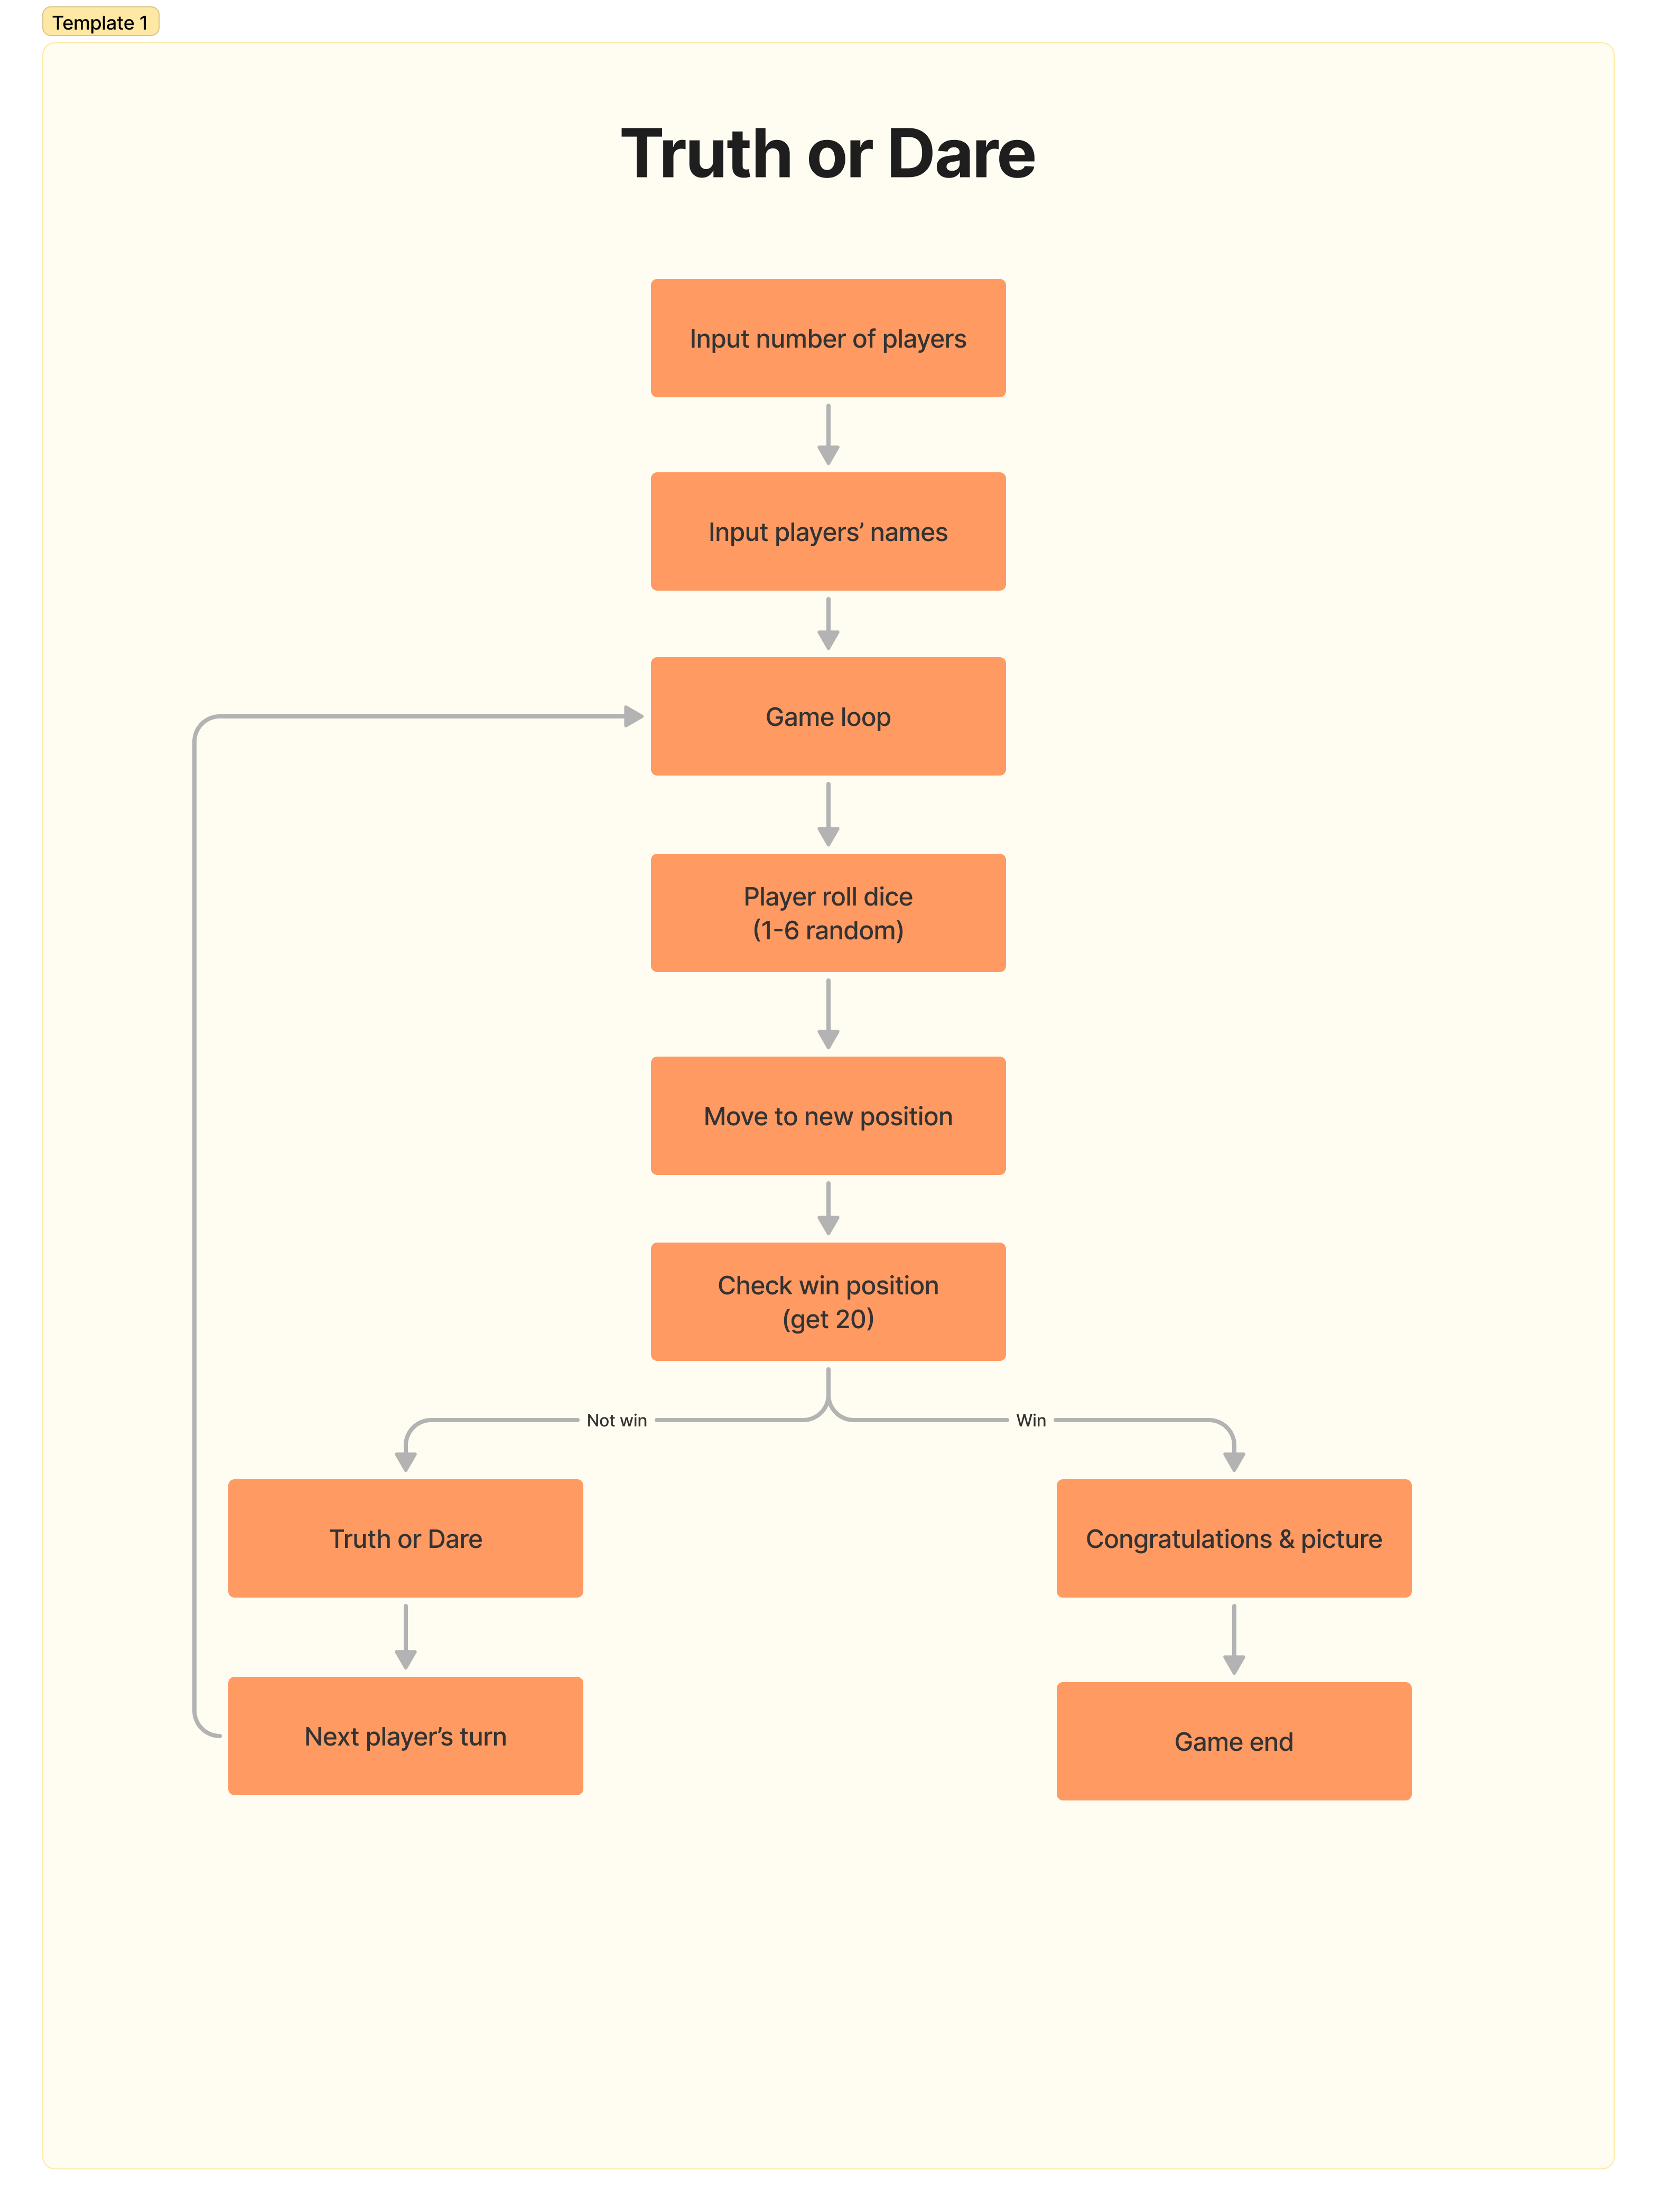 Template 1
Truth or Dare
Input number of players
Input players’ names
Game loop
Player roll dice
(1-6 random)
Move to new position
Check win position
(get 20)
Not win
Win
Truth or Dare
Congratulations & picture
Next player’s turn
Game end